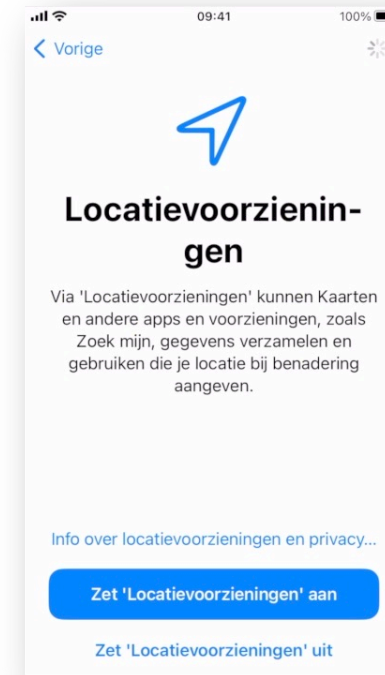 09:41
100%
Vorige
Locatievoorzienin-
gen
Via 'Locatievoorzieningen' kunnen Kaarten
en andere apps en voorzieningen, zoals
Zoek mijn, gegevens verzamelen en
gebruiken die je locatie bij benadering
aangeven.
Info over locatievoorzieningen en privacy...
Zet 'Locatievoorzieningen' aan
Zet 'Locatievoorzieningen' uit